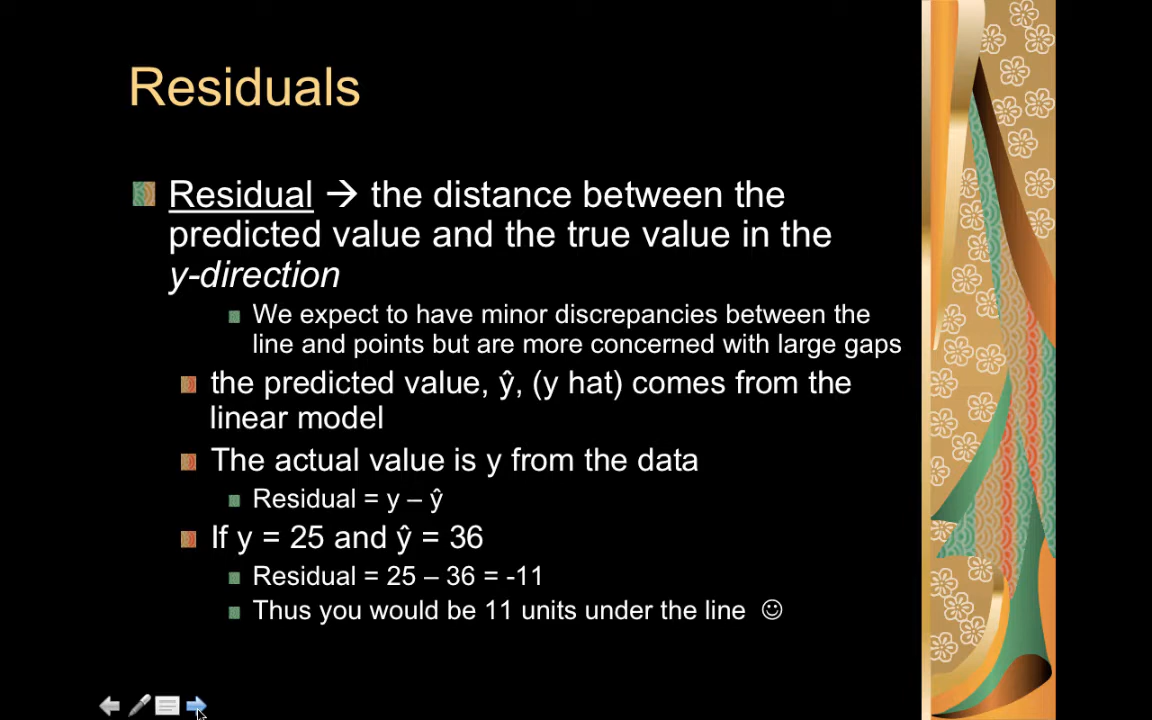 Residuals
Residual → the distance between the
predicted value and the true value in the
y-direction
We expect to have minor discrepancies between the
line and points but are more concerned with large gaps
the predicted value, ŷ, (y hat) comes from the
linear model
The actual value is y from the data
Residual = y – ŷ
If y = 25 and ŷ = 36
Residual = 25 – 36 = -11
Thus you would be 11 units under the line ☺